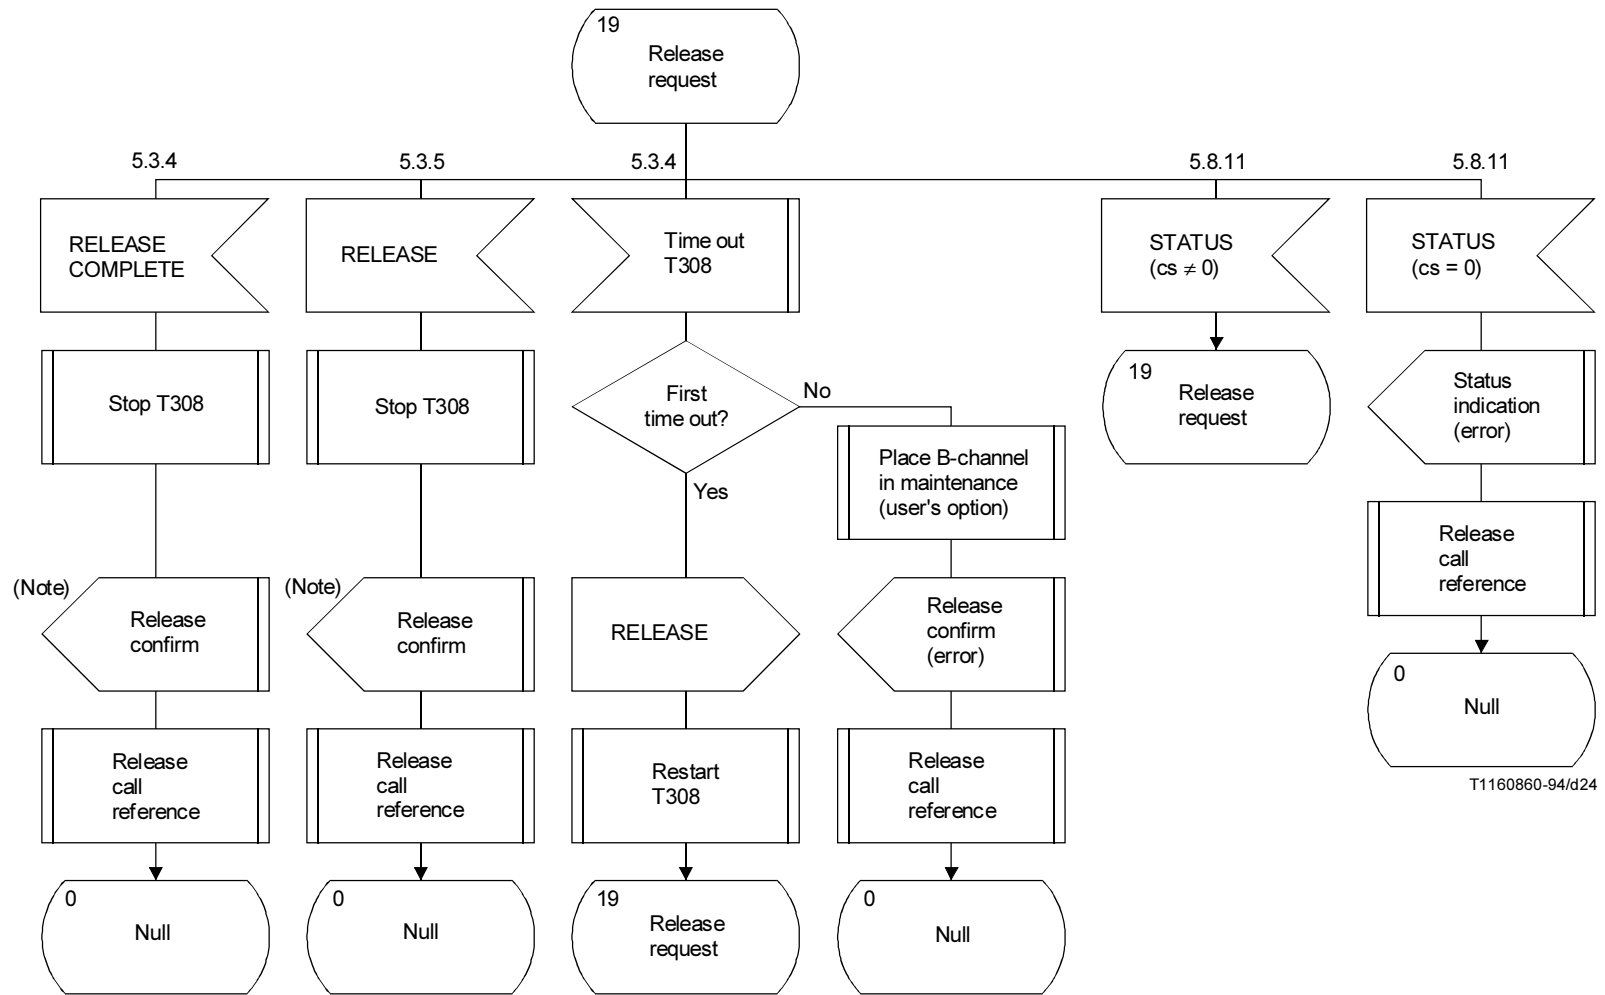 19
Release
request
5.3.4
5.3.5
5.3.4
5.8.11
5.8.11
RELEASE
COMPLETE
RELEASE
Time out
T308
STATUS
(cs ≠ 0)
STATUS
(cs = 0)
Stop T308
Stop T308
First
time out?
No
Yes
Place B-channel
in maintenance
(user's option)
19
Release
request
Status
indication
(error)
Release
call
reference
(Note)
Release
confirm
(Note)
Release
confirm
RELEASE
Release
confirm
(error)
0
Null
T1160860-94/d24
Release
call
reference
Release
call
reference
Restart
T308
Release
call
reference
0
Null
0
Null
19
Release
request
0
Null